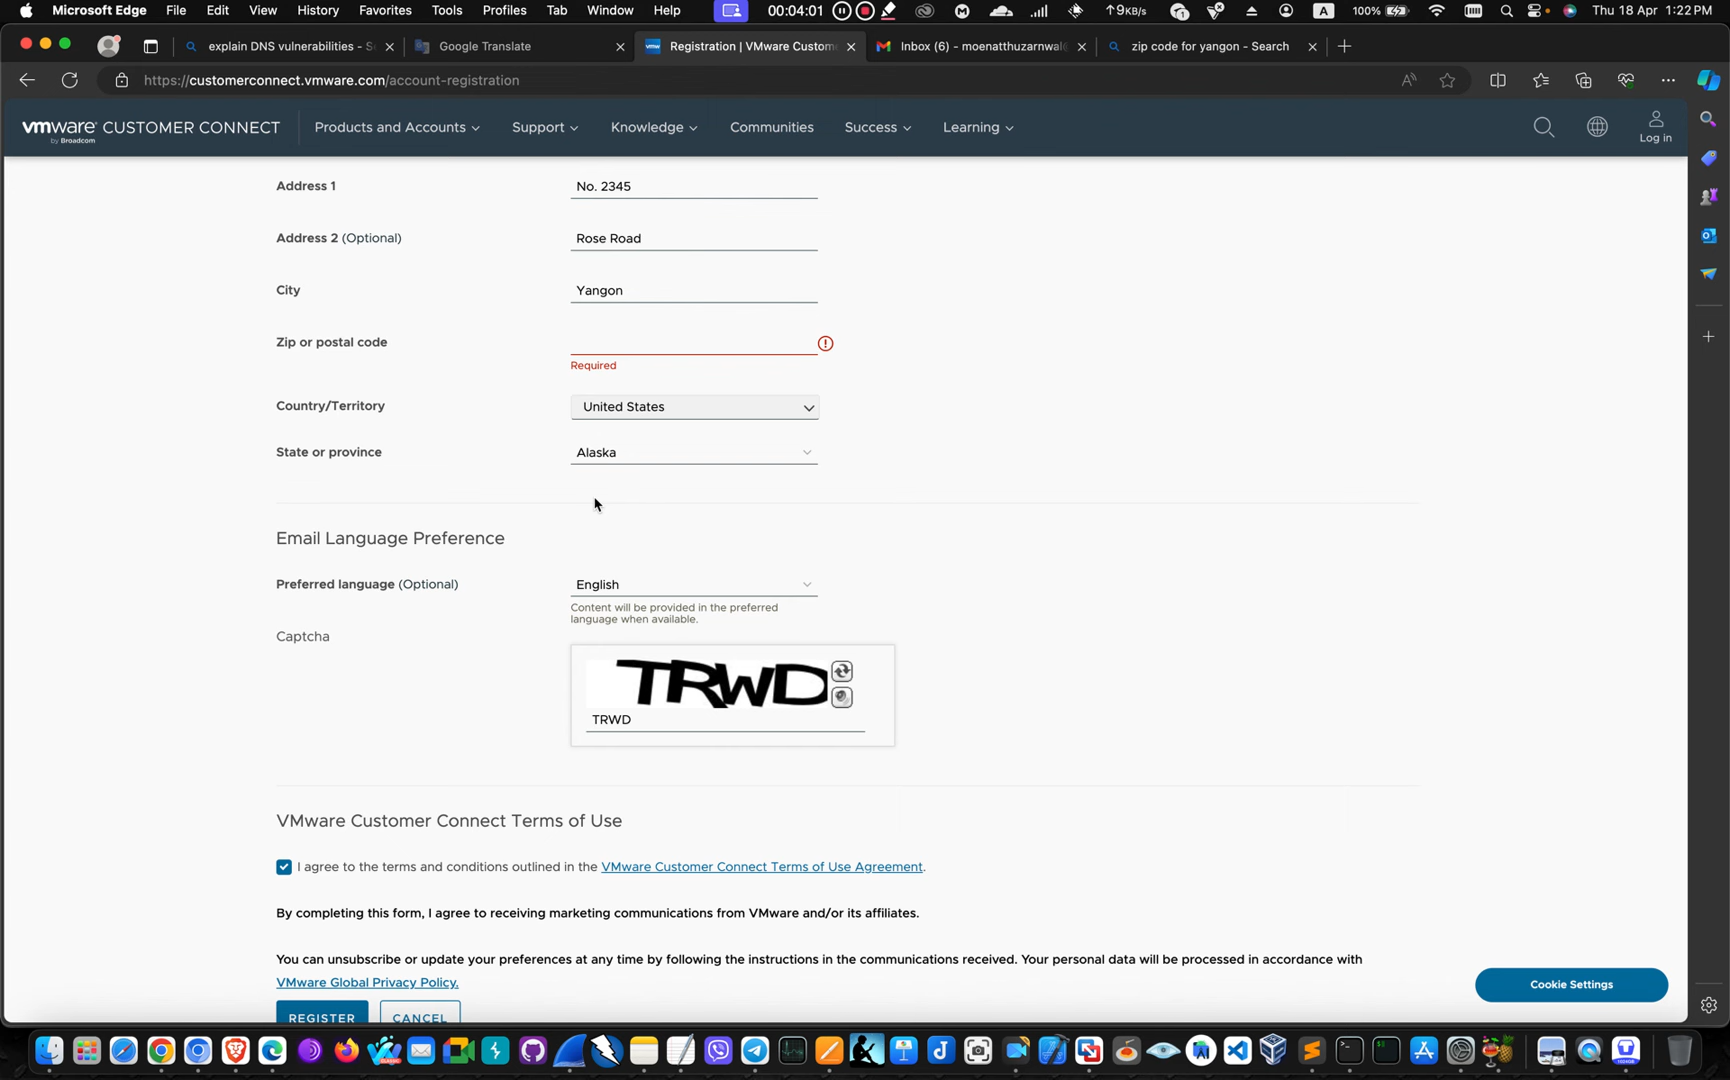 Microsoft Edge File Edit View History Favorites Tools Profiles Tab Window Help 00:04:01 9KB/s A 100% Thu 18 Apr 1:22 PM
explain DNS vulnerabilities - S
Google Translate
Registration | VMware Custom
Inbox (6) - moenatthuzarnwai
zip code for yangon - Search
https://customerconnect.vmware.com/account-registration
vmware CUSTOMER CONNECT
by Broadcom
Products and Accounts Support Knowledge Communities Success Learning
Log in
Address 1 No. 2345
Address 2 (Optional) Rose Road
City Yangon
Zip or postal code
Required
Country/Territory United States
State or province Alaska
Email Language Preference
Preferred language (Optional) English
Content will be provided in the preferred
language when available.
Captcha
TRWD
TRWD
VMware Customer Connect Terms of Use
I agree to the terms and conditions outlined in the VMware Customer Connect Terms of Use Agreement.
By completing this form, I agree to receiving marketing communications from VMware and/or its affiliates.
You can unsubscribe or update your preferences at any time by following the instructions in the communications received. Your personal data will be processed in accordance with
VMware Global Privacy Policy.
Cookie Settings
REGISTER CANCEL